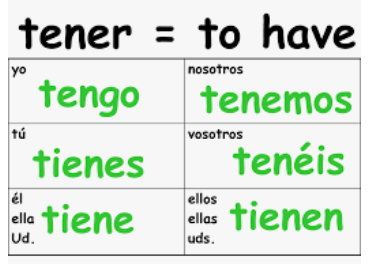 tener = to have
yo
tengo
nosotros
tenemos
tú
tienes
vosotros
tenéis
él
ella
Ud.
tiene
ellos
ellas
uds.
tienen